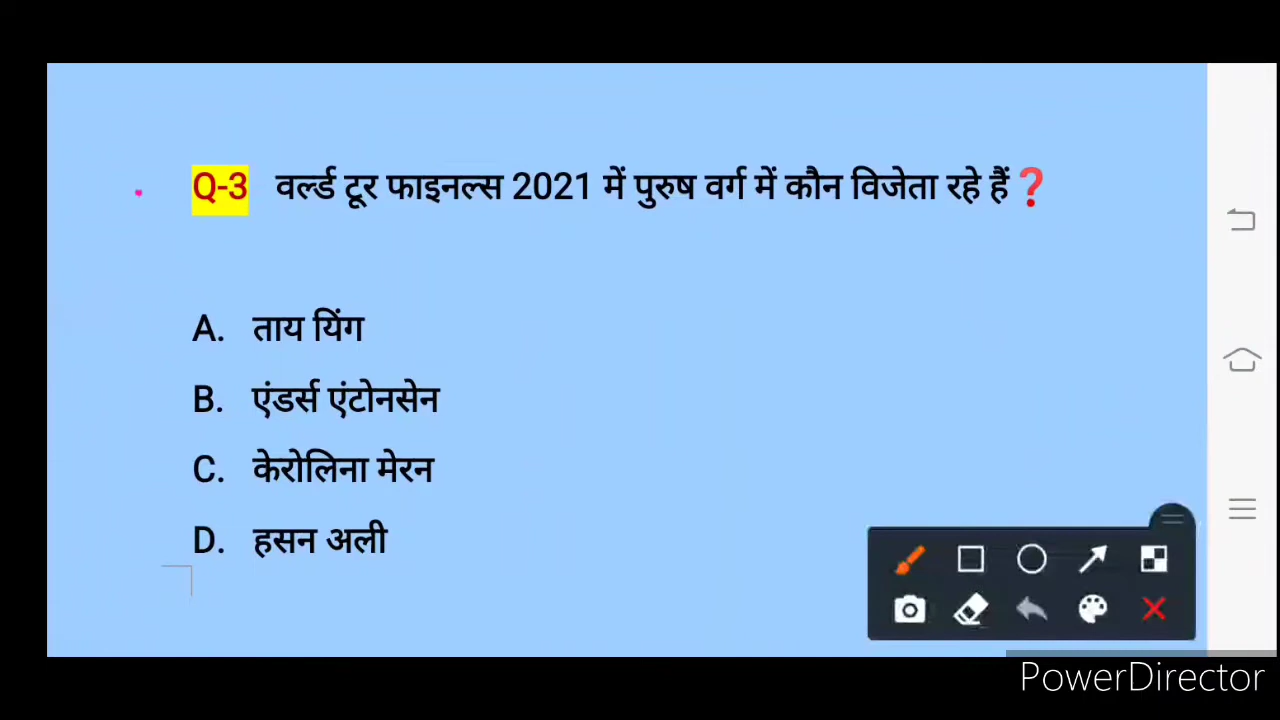 Q-3 वर्ल्ड टूर फाइनल्स 2021 में पुरुष वर्ग में कौन विजेता रहे हैं❓
A. ताय यिंग
B. एंडर्स एंटोनसेन
C. केरोलिना मेरन
D. हसन अली
PowerDirector